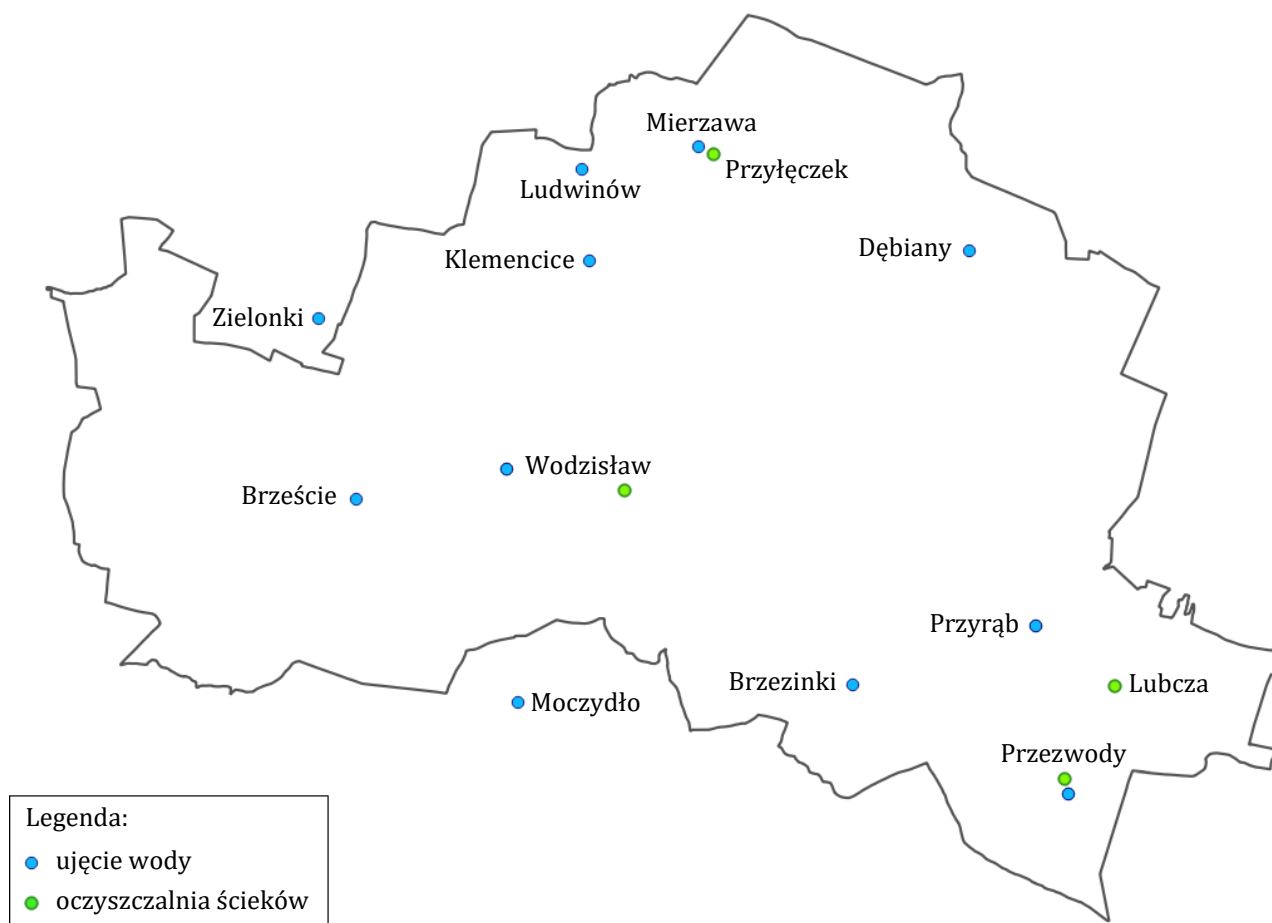 Mierzawa
Przyłęczek
Ludwinów
Klemencice
Dębiany
Zielonki
Wodzisław
Brzeście
Przyrąb
Brzezinki
Lubcza
Moczydło
Przezwody
Legenda:
ujęcie wody
oczyszczalnia ścieków